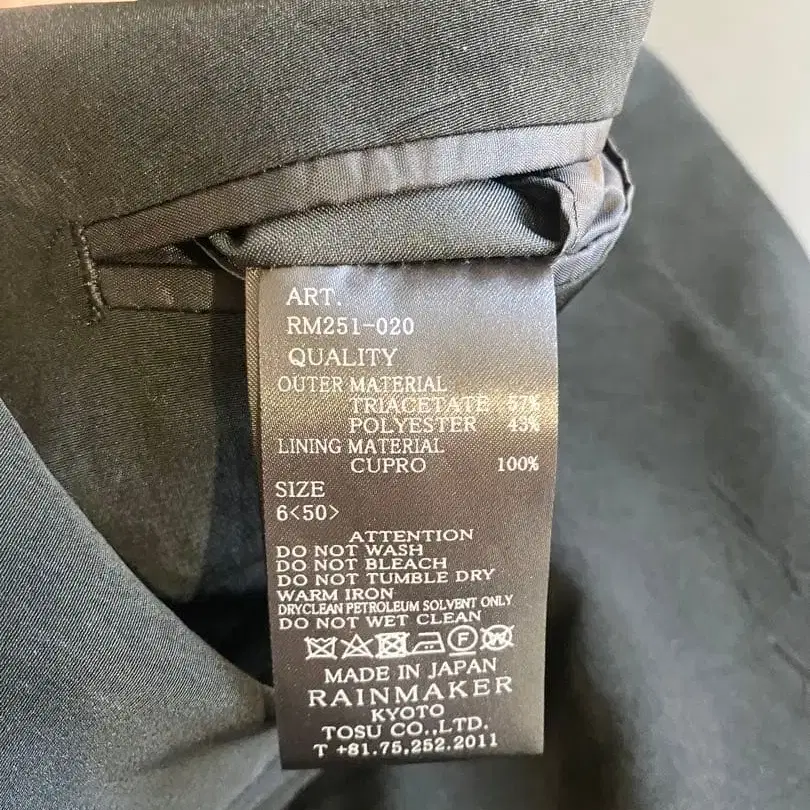 ART.
RM251-020
QUALITY
OUTER MATERIAL
TRIACETATE 57%
POLYESTER 43%
LINING MATERIAL
CUPRO 100%
SIZE
6<50>
ATTENTION
DO NOT WASH
DO NOT BLEACH
DO NOT TUMBLE DRY
WARM IRON
DRYCLEAN PETROLEUM SOLVENT ONLY
DO NOT WET CLEAN
F W
MADE IN JAPAN
RAINMAKER
KYOTO
TOSU CO.,LTD.
T +81.75,252.2011